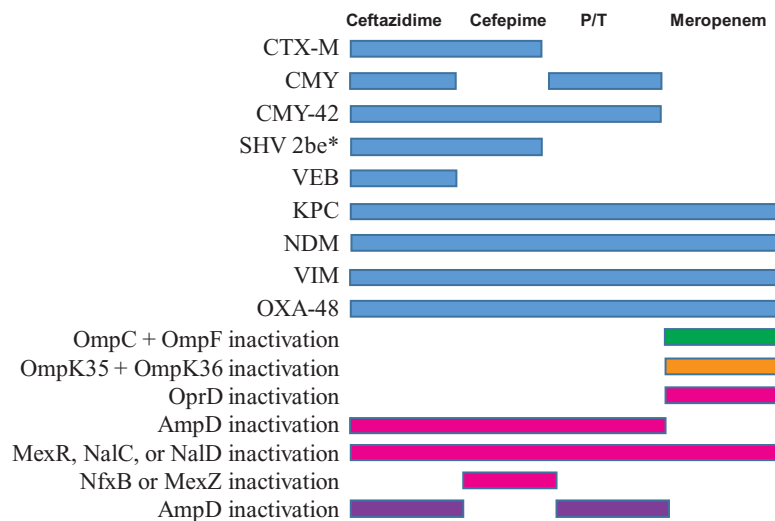 Ceftazidime Cefepime P/T Meropenem
CTX-M
CMY
CMY-42
SHV 2be*
VEB
KPC
NDM
VIM
OXA-48
OmpC + OmpF inactivation
OmpK35 + OmpK36 inactivation
OprD inactivation
AmpD inactivation
MexR, NalC, or NalD inactivation
NfxB or MexZ inactivation
AmpD inactivation